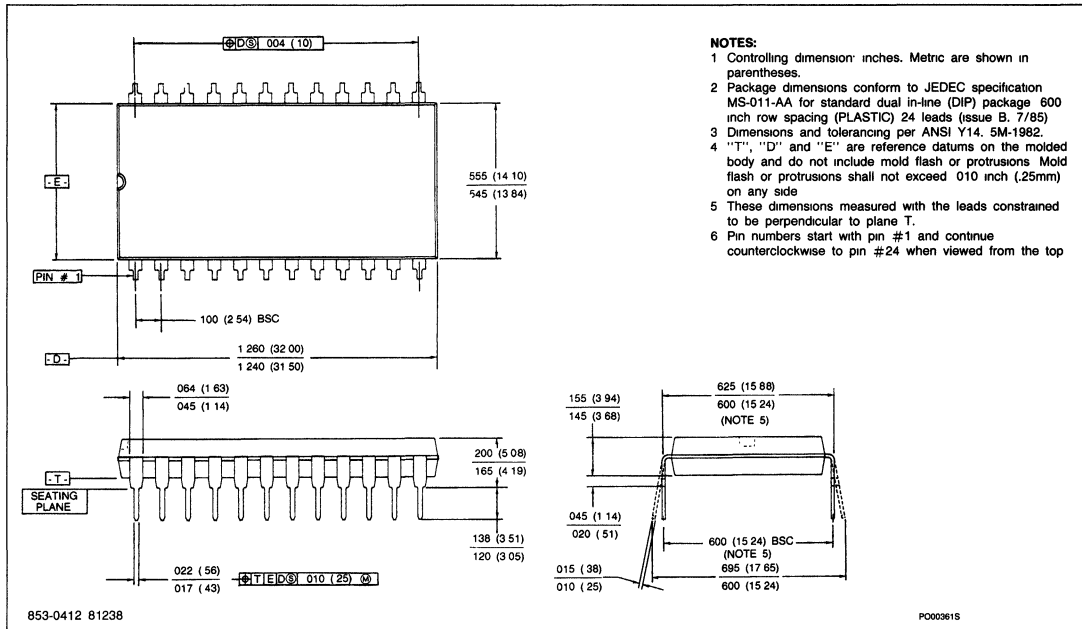 ⌖ D Ⓢ 004 (10)
- E -
555 (14 10)
545 (13 84)
PIN # 1
100 (2 54) BSC
- D -
1 260 (32 00)
1 240 (31 50)
NOTES:
1 Controlling dimension· inches. Metric are shown in
parentheses.
2 Package dimensions conform to JEDEC specification
MS-011-AA for standard dual in-line (DIP) package 600
inch row spacing (PLASTIC) 24 leads (issue B. 7/85)
3 Dimensions and tolerancing per ANSI Y14. 5M-1982.
4 "T", "D" and "E" are reference datums on the molded
body and do not include mold flash or protrusions Mold
flash or protrusions shall not exceed 010 inch (.25mm)
on any side
5 These dimensions measured with the leads constrained
to be perpendicular to plane T.
6 Pin numbers start with pin #1 and continue
counterclockwise to pin #24 when viewed from the top
064 (1 63)
045 (1 14)
- T -
SEATING
PLANE
200 (5 08)
165 (4 19)
138 (3 51)
120 (3 05)
022 ( 56)
017 ( 43)
⌖ T E D Ⓢ 010 ( 25) Ⓜ
625 (15 88)
600 (15 24)
(NOTE 5)
155 (3 94)
145 (3 68)
045 (1 14)
020 ( 51)
600 (15 24) BSC
(NOTE 5)
695 (17 65)
600 (15 24)
015 ( 38)
010 ( 25)
853-0412 81238
PO00361S